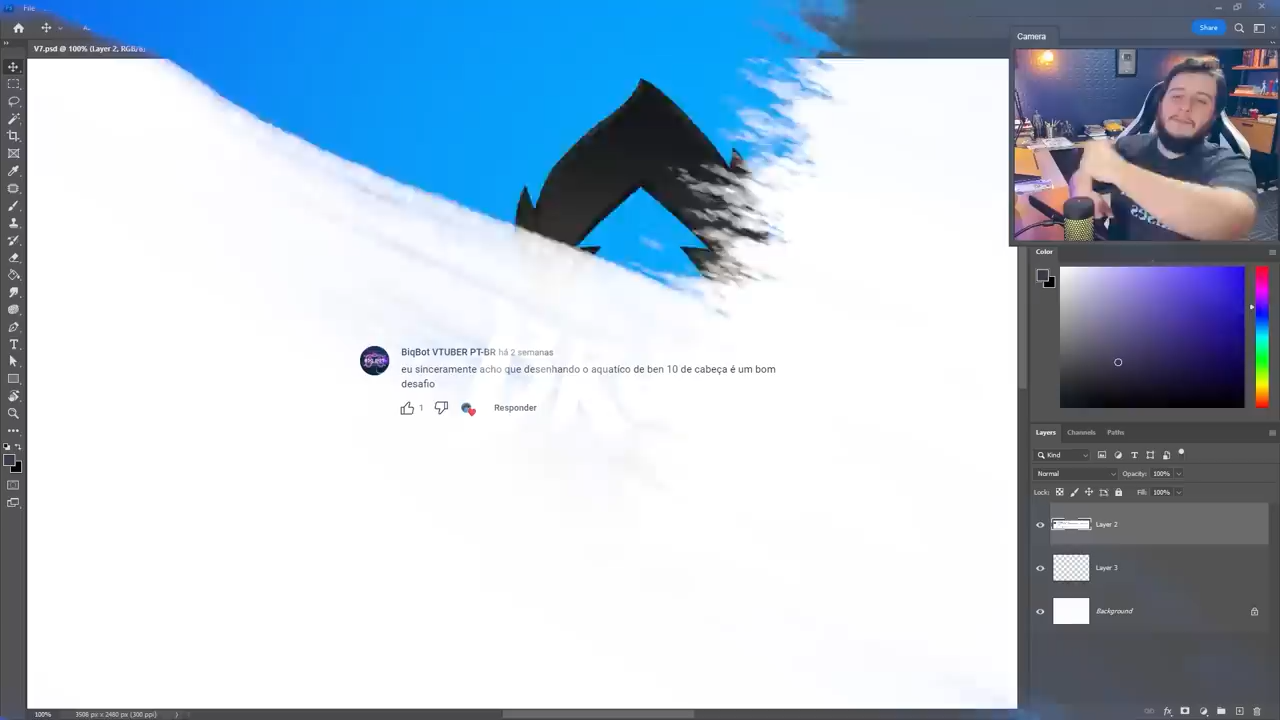 File
Share
V7.psd @ 100% (Layer 2, RGB/8)
Camera
Color
BiqBot VTUBER PT-BR há 2 semanas
eu sinceramente acho que desenhando o aquatico de ben 10 de cabeça é um bom
desafio
1
Responder
Layers
Channels
Paths
Kind
Normal
Opacity: 100%
Lock:
Fill: 100%
Layer 2
Layer 3
Background
100%
3508 px x 2480 px (300 ppi)